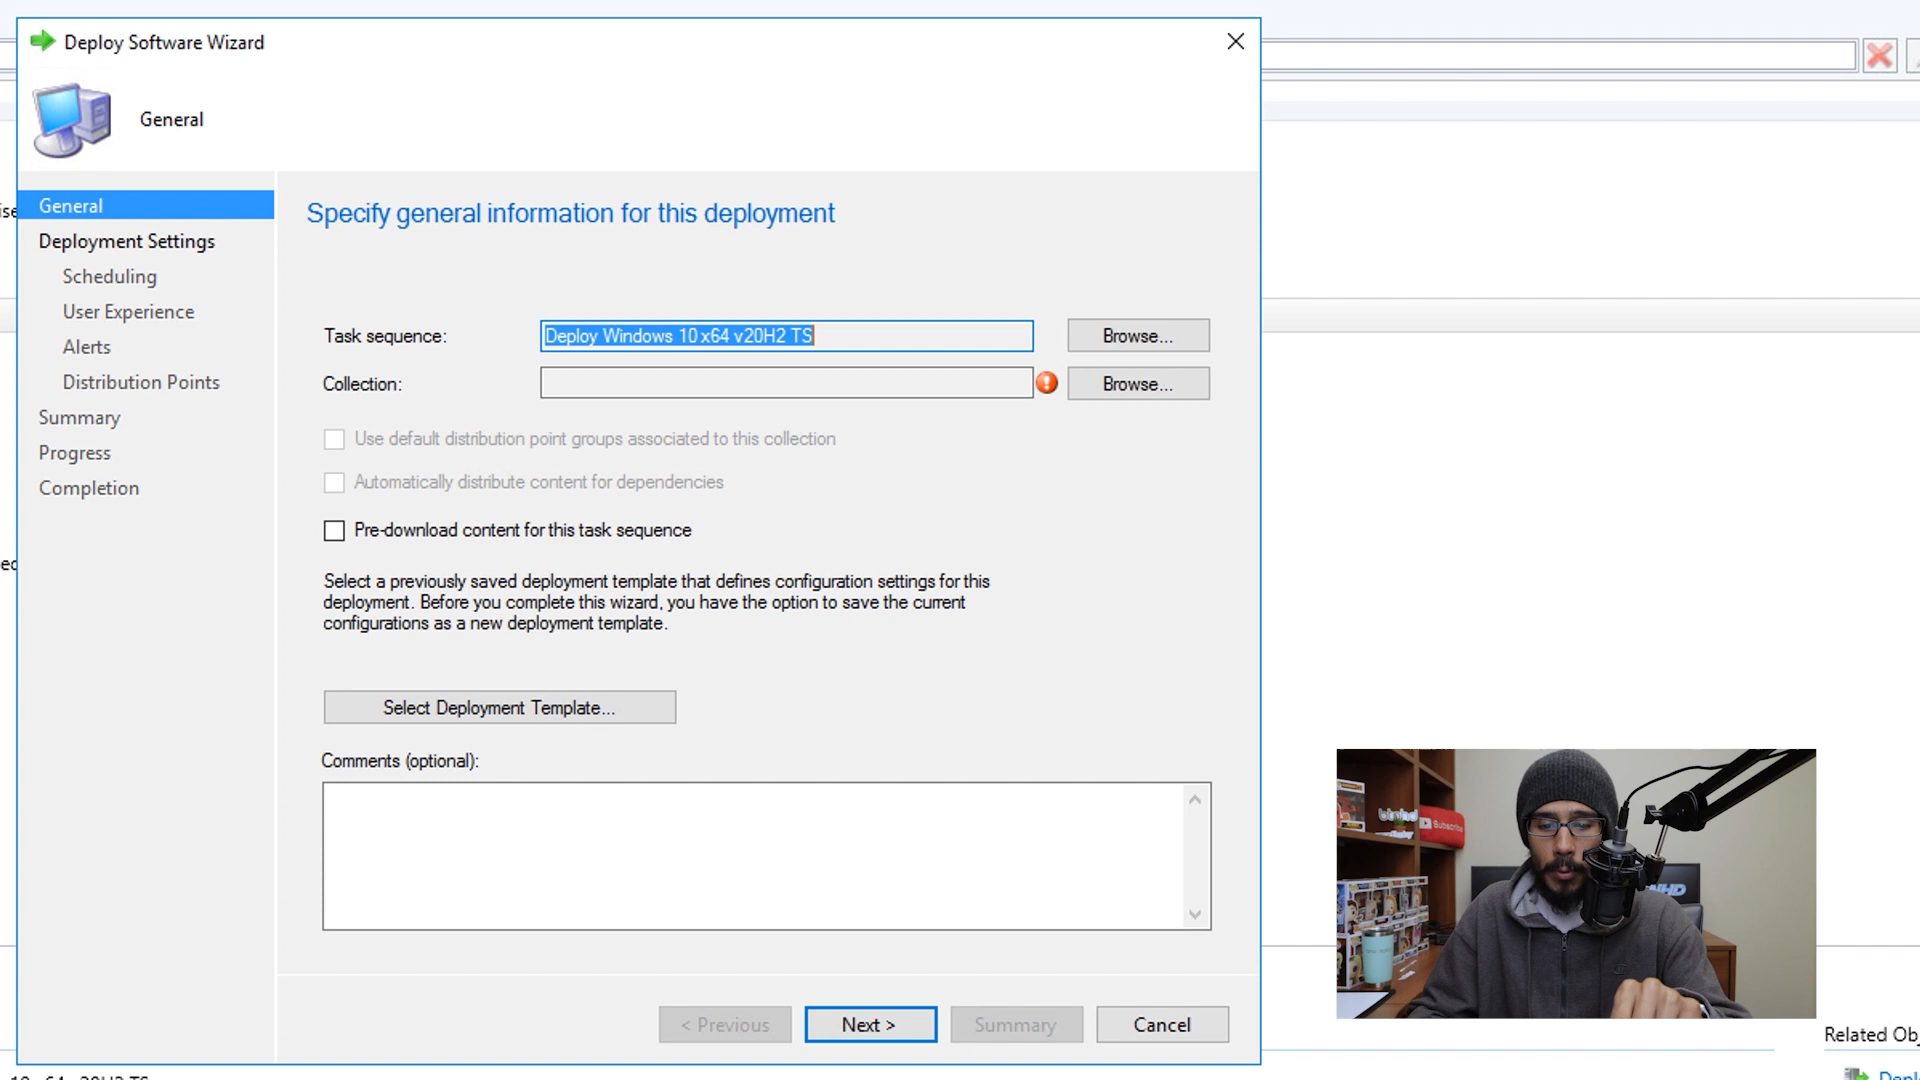 Deploy Software Wizard
General
General
Deployment Settings
Scheduling
User Experience
Alerts
Distribution Points
Summary
Progress
Completion
Specify general information for this deployment
Task sequence:
Deploy Windows 10 x64 v20H2 TS
Browse...
Collection:
Browse...
Use default distribution point groups associated to this collection
Automatically distribute content for dependencies
Pre-download content for this task sequence
Select a previously saved deployment template that defines configuration settings for this
deployment. Before you complete this wizard, you have the option to save the current
configurations as a new deployment template.
Select Deployment Template...
Comments (optional):
< Previous
Next >
Summary
Cancel
Subscribe
Related Ob